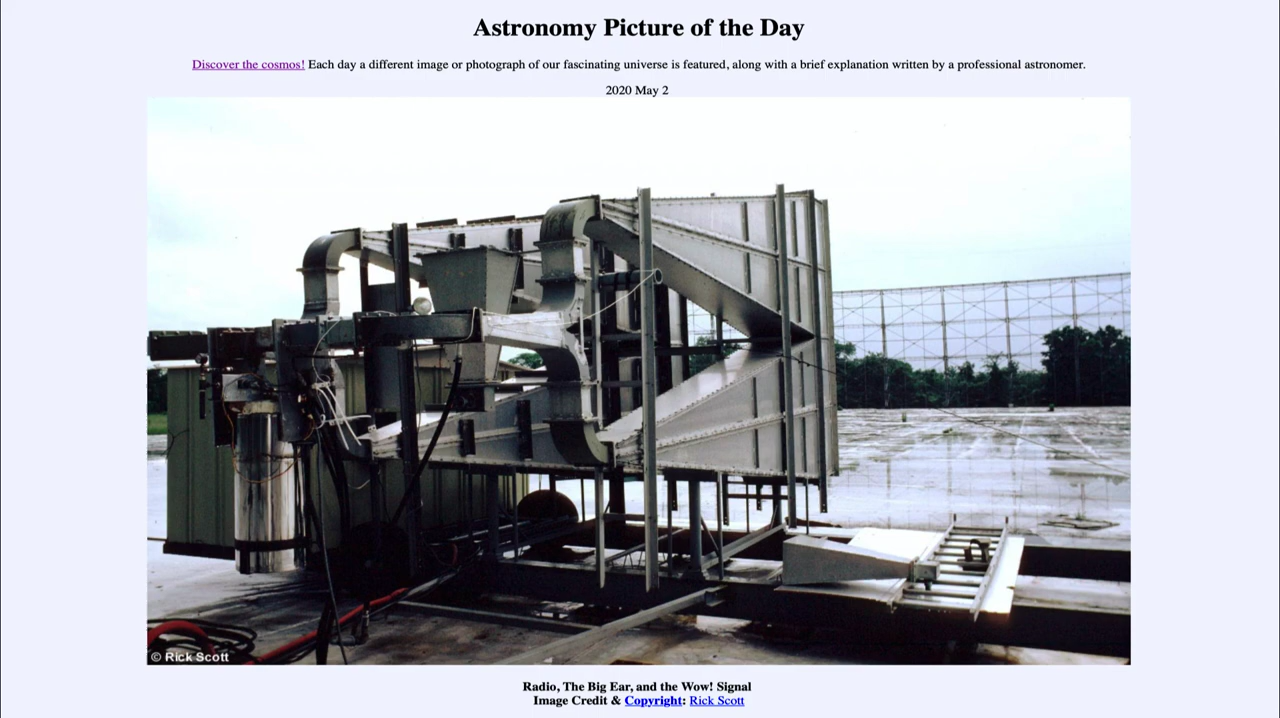 Astronomy Picture of the Day
Discover the cosmos! Each day a different image or photograph of our fascinating universe is featured, along with a brief explanation written by a professional astronomer.
2020 May 2
© Rick Scott
Radio, The Big Ear, and the Wow! Signal
Image Credit & Copyright: Rick Scott